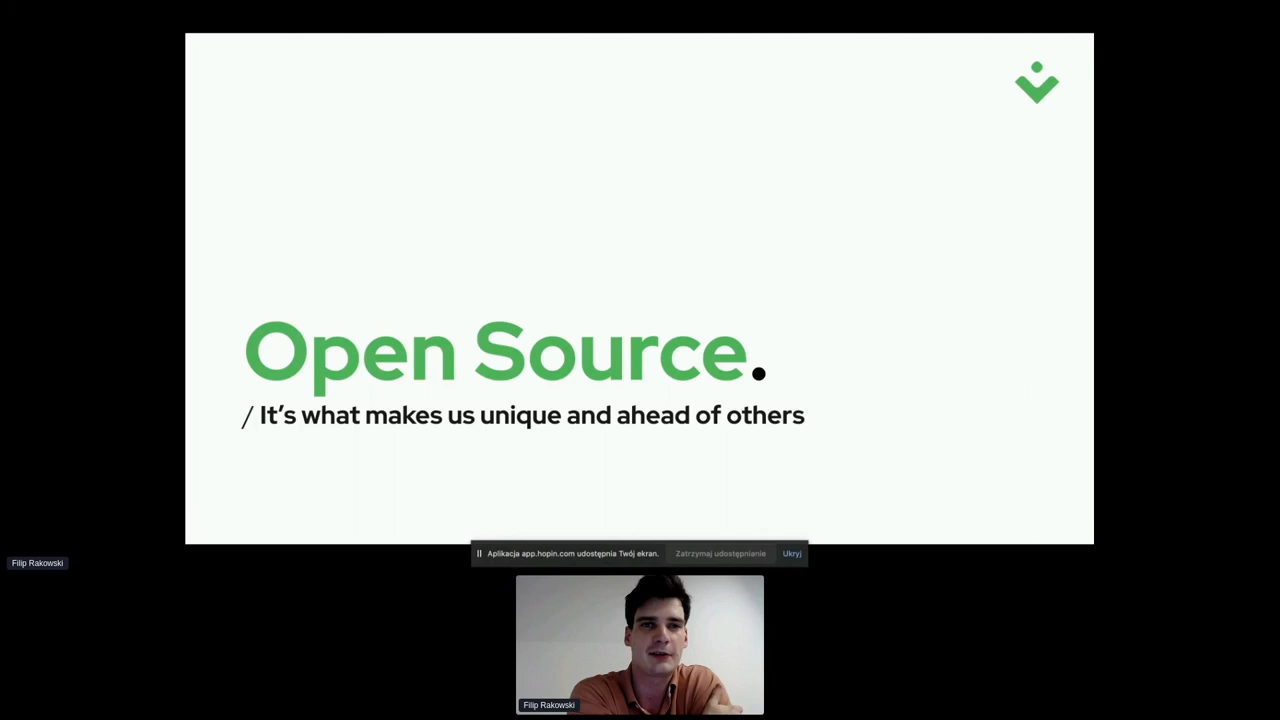 Open Source.
/ It’s what makes us unique and ahead of others
Aplikacja app.hopin.com udostępnia Twój ekran. Zatrzymaj udostępnianie Ukryj
Filip Rakowski
Filip Rakowski